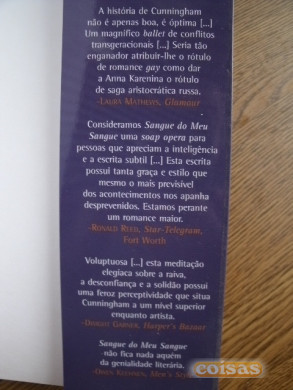 A história de Cunningham
não é apenas boa, é óptima [...]
Um magnífico ballet de conflitos
transgeracionais [...] Seria tão
enganador atribuir-lhe o rótulo
de romance gay como dar
a Anna Karenina o rótulo
de saga aristocrática russa.
-LAURA MATHEWS, Glamour
Consideramos Sangue do Meu
Sangue uma soap opera para
pessoas que apreciam a inteligência
e a escrita subtil [...] Esta escrita
possui tanta graça e estilo que
mesmo o mais previsível
dos acontecimentos nos apanha
desprevenidos. Estamos perante
um romance maior.
-RONALD REED, Star-Telegram,
Fort Worth
Voluptuosa [...] esta meditação
elegíaca sobre a raiva,
a desconfiança e a solidão possui
uma feroz perceptividade que situa
Cunningham a um nível superior
enquanto artista.
-DWIGHT GARNER, Harper's Bazaar
Sangue do Meu Sangue
não fica nada aquém
da genialidade literária.
Men's Style
coisas